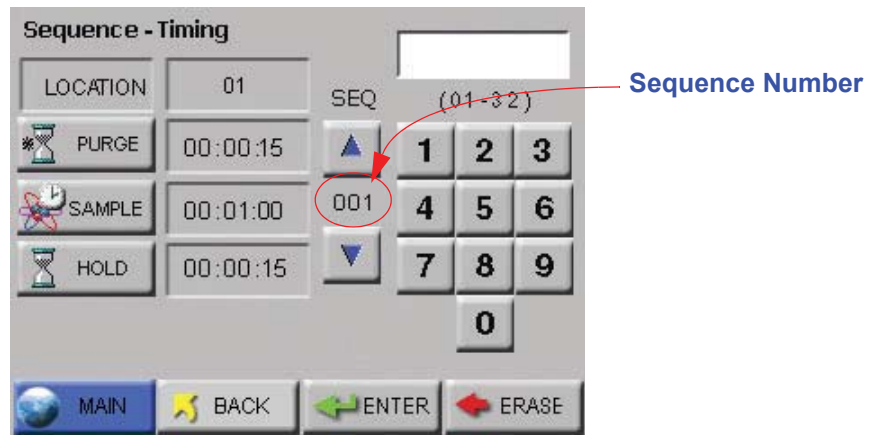 Sequence - Timing
LOCATION 01
SEQ
(01-32)
Sequence Number
* PURGE 00:00:15
1 2 3
SAMPLE 00:01:00
001
4 5 6
HOLD 00:00:15
7 8 9
0
MAIN BACK ENTER ERASE